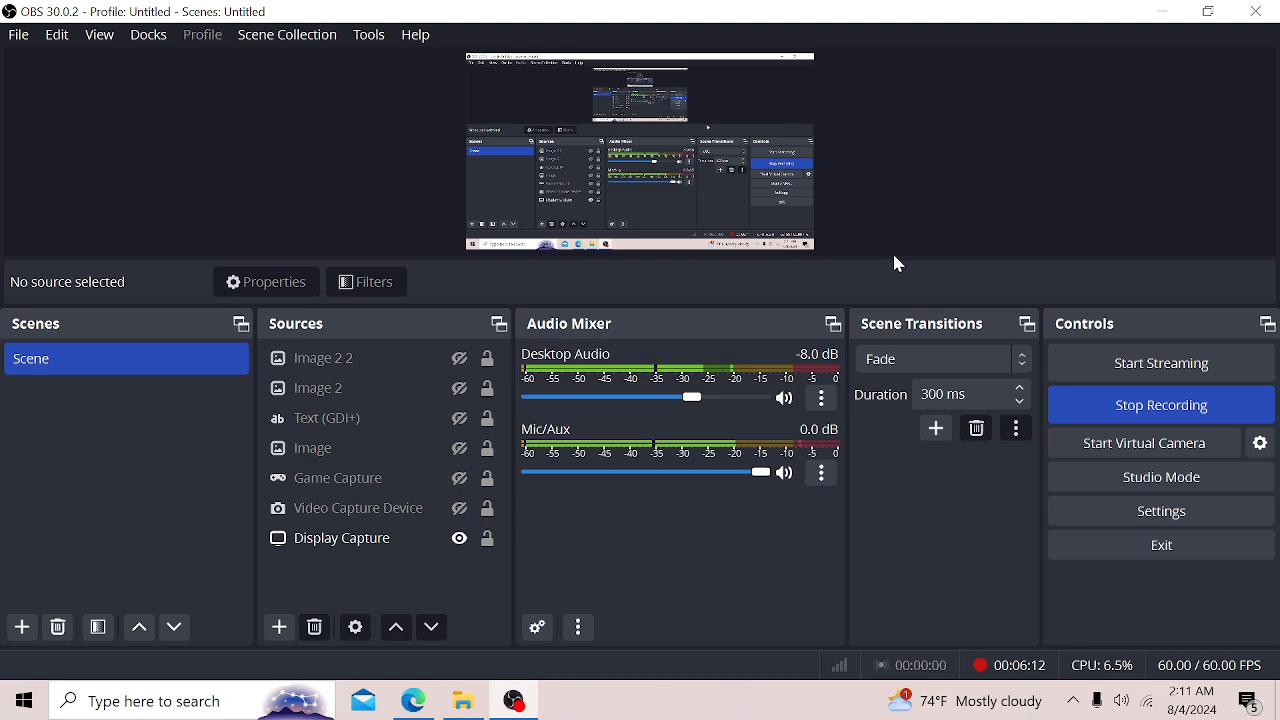 OBS 30.0.2 - Profile: Untitled - Scenes: Untitled
File Edit View Docks Profile Scene Collection Tools Help
No source selected Properties Filters
Scenes Sources Audio Mixer Scene Transitions Controls
Scene
Image 2 2
Image 2
Text (GDI+)
Image
Game Capture
Video Capture Device
Display Capture
Desktop Audio -8.0 dB
-60 -55 -50 -45 -40 -35 -30 -25 -20 -15 -10 -5 0
Mic/Aux 0.0 dB
-60 -55 -50 -45 -40 -35 -30 -25 -20 -15 -10 -5 0
Fade
Duration 300 ms
Start Streaming
Stop Recording
Start Virtual Camera
Studio Mode
Settings
Exit
00:00:00 00:06:12 CPU: 6.5% 60.00 / 60.00 FPS
Type here to search 1 74°F Mostly cloudy 2:11 AM
8/4/2024 5